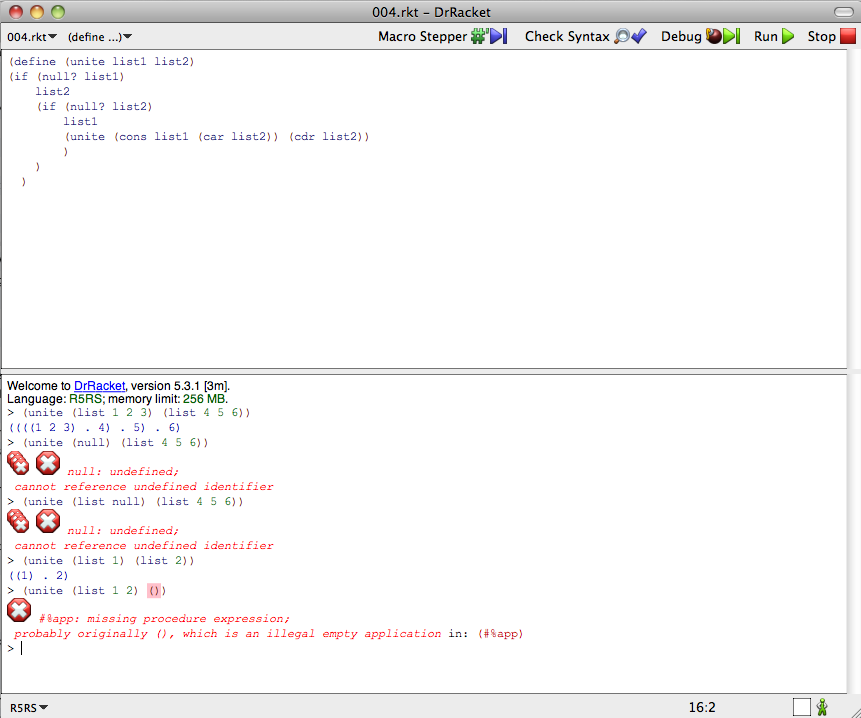 004.rkt – DrRacket
004.rkt (define ...) Macro Stepper Check Syntax Debug Run Stop
(define (unite list1 list2)
(if (null? list1)
list2
(if (null? list2)
list1
(unite (cons list1 (car list2)) (cdr list2))
)
)
)
Welcome to DrRacket, version 5.3.1 [3m].
Language: R5RS; memory limit: 256 MB.
> (unite (list 1 2 3) (list 4 5 6))
((((1 2 3) . 4) . 5) . 6)
> (unite (null) (list 4 5 6))
null: undefined;
cannot reference undefined identifier
> (unite (list null) (list 4 5 6))
null: undefined;
cannot reference undefined identifier
> (unite (list 1) (list 2))
((1) . 2)
> (unite (list 1 2) ())
#%app: missing procedure expression;
probably originally (), which is an illegal empty application in: (#%app)
>
R5RS 16:2